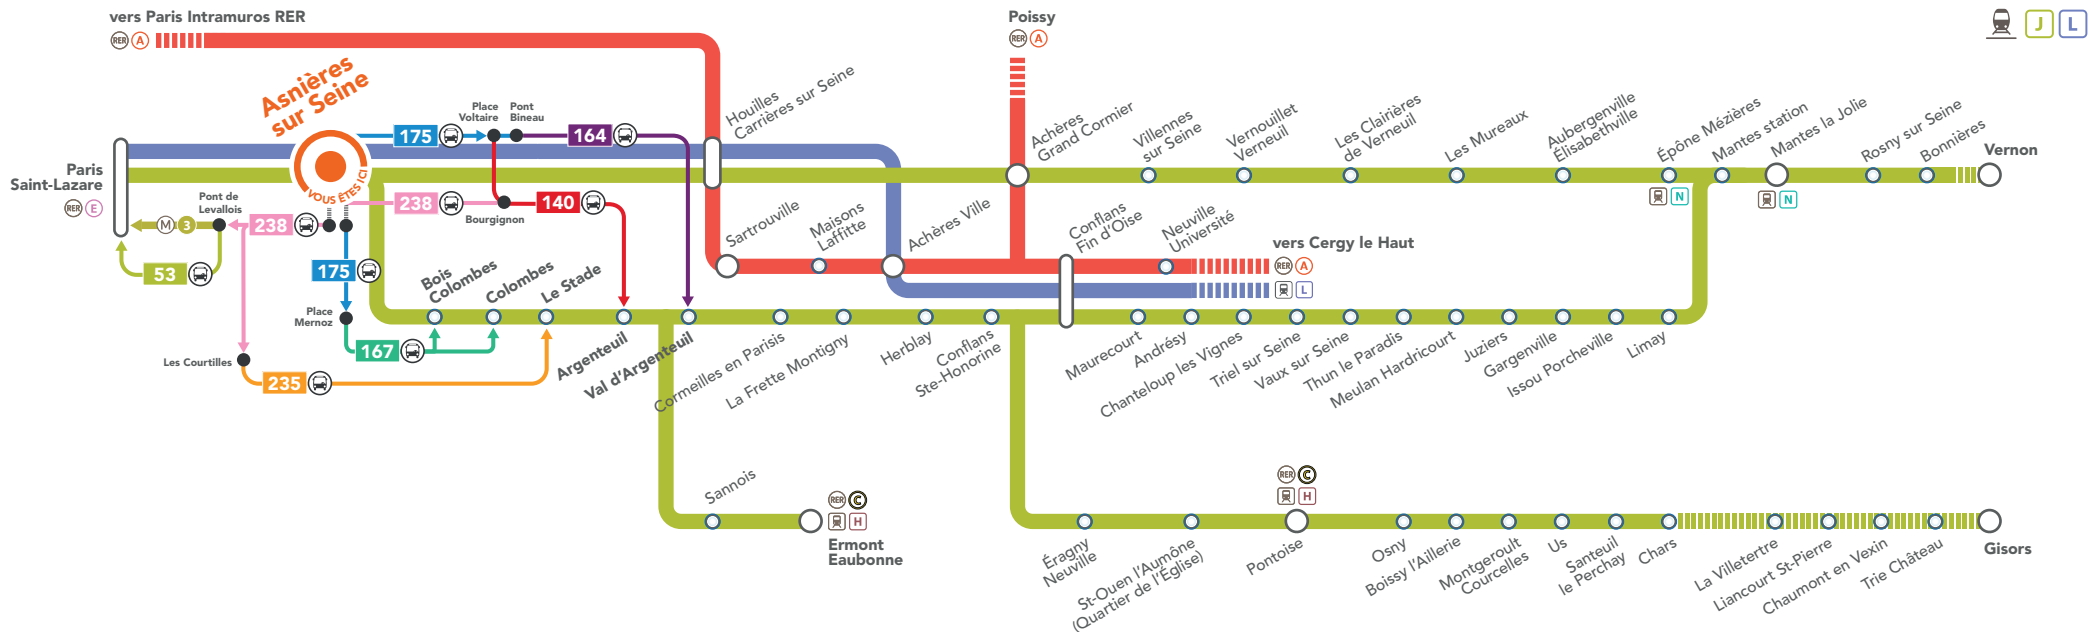 vers Paris Intramuros RER
RER A
Poissy
RER A
J L
Asnières
sur Seine
VOUS ÊTES ICI
Paris
Saint-Lazare
RER E
Pont de
Levallois
M 3
53
238
175
Place
Mernoz
167
Les Courtilles
235
175
Place
Voltaire
Pont
Bineau
164
238
Bourgignon
140
Houilles
Carrières sur Seine
Achères
Grand Cormier
Villennes
sur Seine
Vernouillet
Verneuil
Les Clairières
de Verneuil
Les Mureaux
Aubergenville
Élisabethville
Épône Mézières
N
Mantes station
Mantes la Jolie
N
Rosny sur Seine
Bonnières
Vernon
Sartrouville
Maisons
Laffitte
Achères Ville
Conflans
Fin d'Oise
Neuville
Université
vers Cergy le Haut
RER A
L
Bois
Colombes
Colombes
Le Stade
Argenteuil
Val d'Argenteuil
Cormeilles en Parisis
La Frette Montigny
Herblay
Conflans
Ste-Honorine
Maurecourt
Andrésy
Chanteloup les Vignes
Triel sur Seine
Vaux sur Seine
Thun le Paradis
Meulan Hardricourt
Juziers
Gargenville
Issou Porcheville
Limay
Sannois
RER C
H
Ermont
Eaubonne
Éragny
Neuville
St-Ouen l'Aumône
(Quartier de l'Église)
RER C
H
Pontoise
Osny
Boissy l'Aillerie
Montgeroult
Courcelles
Us
Santeuil
le Perchay
Chars
La Villetertre
Liancourt St-Pierre
Chaumont en Vexin
Trie Château
Gisors